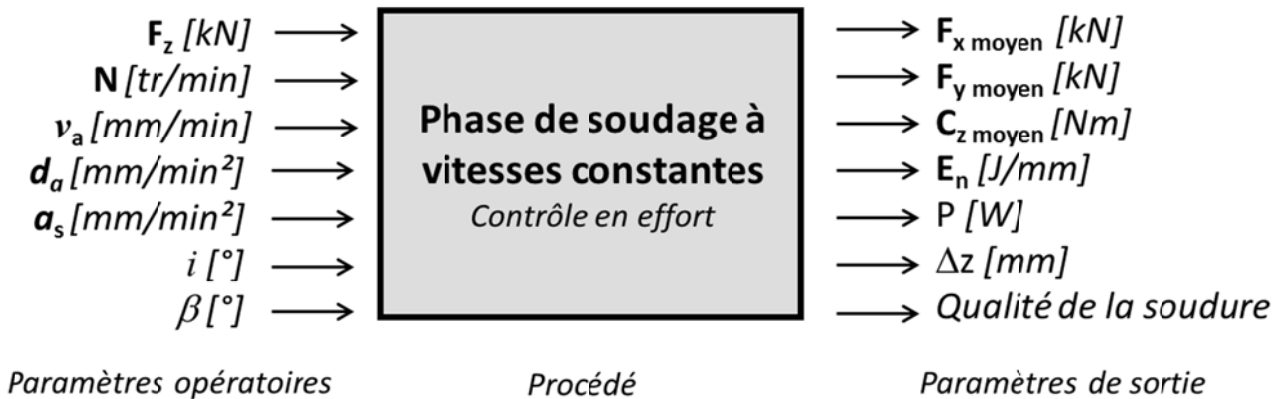 F_z [kN]
N [tr/min]
v_a [mm/min]
d_a [mm/min²]
a_s [mm/min²]
i [°]
β [°]
Phase de soudage à
vitesses constantes
Contrôle en effort
F_x moyen [kN]
F_y moyen [kN]
C_z moyen [Nm]
E_n [J/mm]
P [W]
Δz [mm]
Qualité de la soudure
Paramètres opératoires
Procédé
Paramètres de sortie